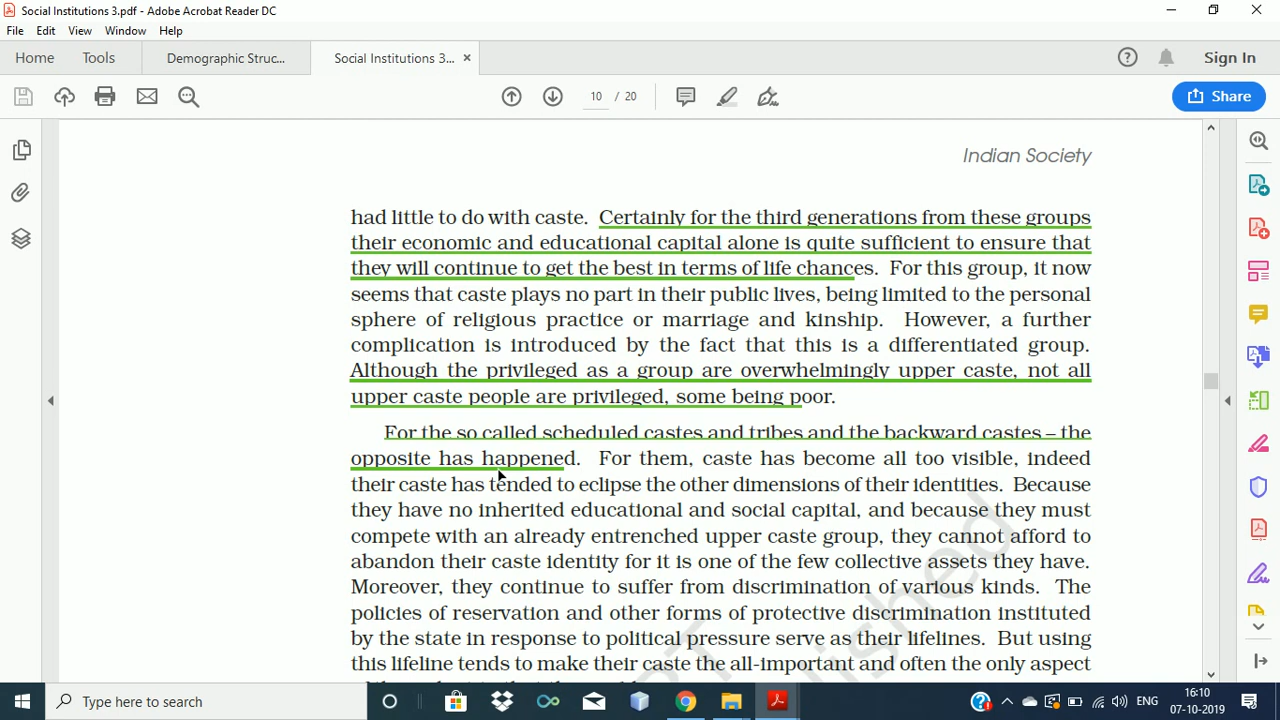 Social Institutions 3.pdf - Adobe Acrobat Reader DC
File Edit View Window Help
Home Tools Demographic Struc... Social Institutions 3... ×
Sign In
10 / 20
Share
Indian Society
had little to do with caste. Certainly for the third generations from these groups
their economic and educational capital alone is quite sufficient to ensure that
they will continue to get the best in terms of life chances. For this group, it now
seems that caste plays no part in their public lives, being limited to the personal
sphere of religious practice or marriage and kinship. However, a further
complication is introduced by the fact that this is a differentiated group.
Although the privileged as a group are overwhelmingly upper caste, not all
upper caste people are privileged, some being poor.
For the so called scheduled castes and tribes and the backward castes – the
opposite has happened. For them, caste has become all too visible, indeed
their caste has tended to eclipse the other dimensions of their identities. Because
they have no inherited educational and social capital, and because they must
compete with an already entrenched upper caste group, they cannot afford to
abandon their caste identity for it is one of the few collective assets they have.
Moreover, they continue to suffer from discrimination of various kinds. The
policies of reservation and other forms of protective discrimination instituted
by the state in response to political pressure serve as their lifelines. But using
this lifeline tends to make their caste the all-important and often the only aspect
Type here to search
ENG
16:10
07-10-2019